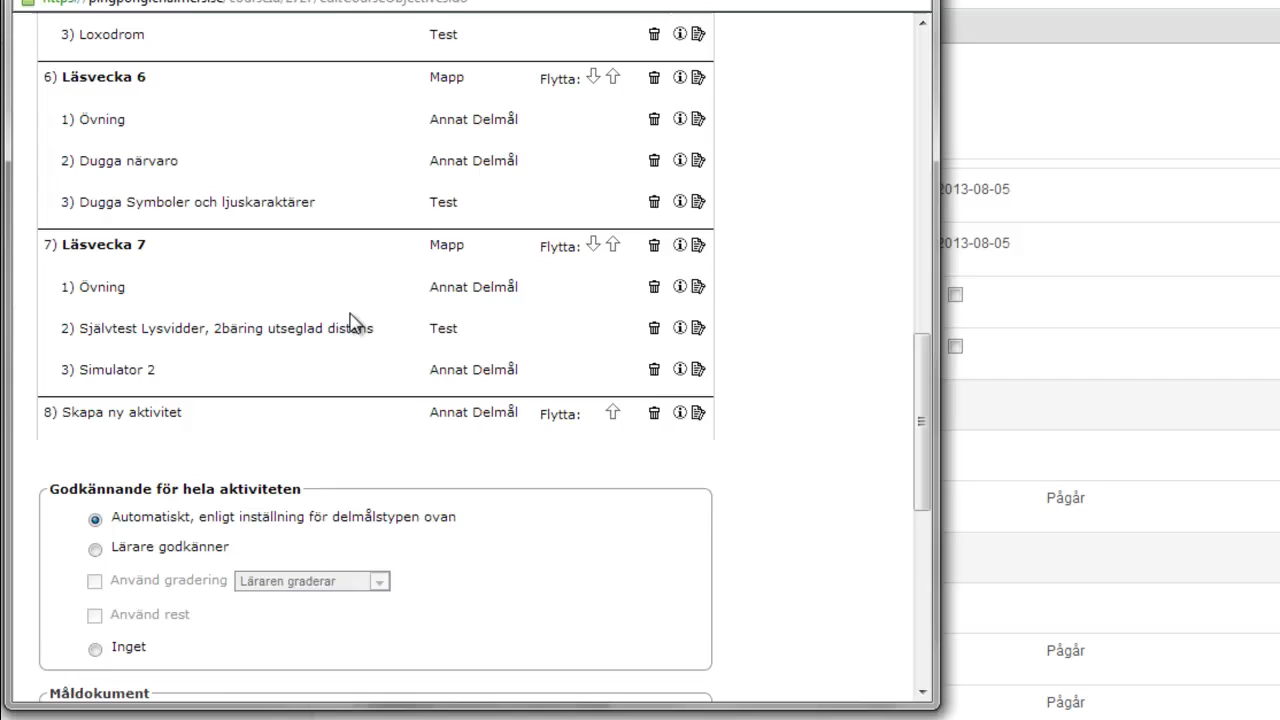 3) Loxodrom Test
6) Läsvecka 6 Mapp Flytta:
1) Övning Annat Delmål
2) Dugga närvaro Annat Delmål
3) Dugga Symboler och ljuskaraktärer Test
7) Läsvecka 7 Mapp Flytta:
1) Övning Annat Delmål
2) Självtest Lysvidder, 2bäring utseglad distans Test
3) Simulator 2 Annat Delmål
8) Skapa ny aktivitet Annat Delmål Flytta:
Godkännande för hela aktiviteten
Automatiskt, enligt inställning för delmålstypen ovan
Lärare godkänner
Använd gradering Läraren graderar
Använd rest
Inget
Måldokument
2013-08-05
2013-08-05
Pågår
Pågår
Pågår